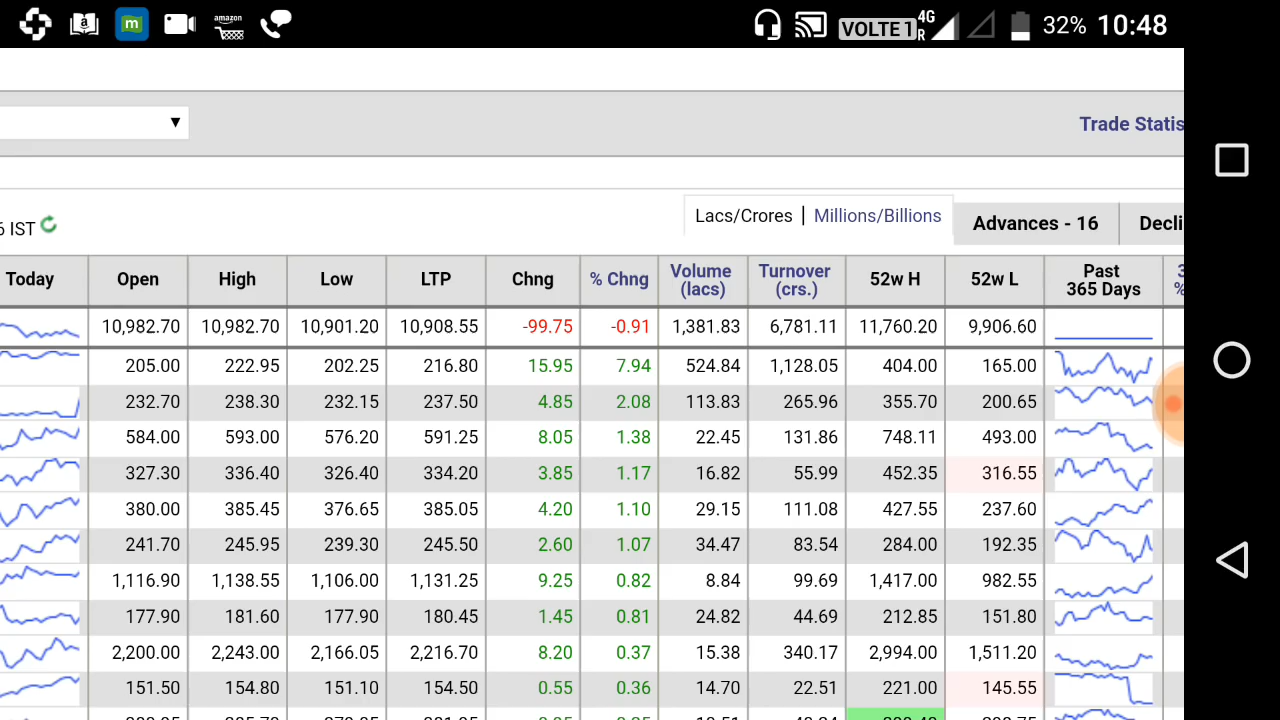 a
m
amazon
VOLTE 1 4G R 32% 10:48
▼
Trade Statis
6 IST Lacs/Crores | Millions/Billions Advances - 16 Decli
Today Open High Low LTP Chng % Chng Volume (lacs) Turnover (crs.) 52w H 52w L Past 365 Days 3 %
10,982.70 10,982.70 10,901.20 10,908.55 -99.75 -0.91 1,381.83 6,781.11 11,760.20 9,906.60
205.00 222.95 202.25 216.80 15.95 7.94 524.84 1,128.05 404.00 165.00
232.70 238.30 232.15 237.50 4.85 2.08 113.83 265.96 355.70 200.65
584.00 593.00 576.20 591.25 8.05 1.38 22.45 131.86 748.11 493.00
327.30 336.40 326.40 334.20 3.85 1.17 16.82 55.99 452.35 316.55
380.00 385.45 376.65 385.05 4.20 1.10 29.15 111.08 427.55 237.60
241.70 245.95 239.30 245.50 2.60 1.07 34.47 83.54 284.00 192.35
1,116.90 1,138.55 1,106.00 1,131.25 9.25 0.82 8.84 99.69 1,417.00 982.55
177.90 181.60 177.90 180.45 1.45 0.81 24.82 44.69 212.85 151.80
2,200.00 2,243.00 2,166.05 2,216.70 8.20 0.37 15.38 340.17 2,994.00 1,511.20
151.50 154.80 151.10 154.50 0.55 0.36 14.70 22.51 221.00 145.55